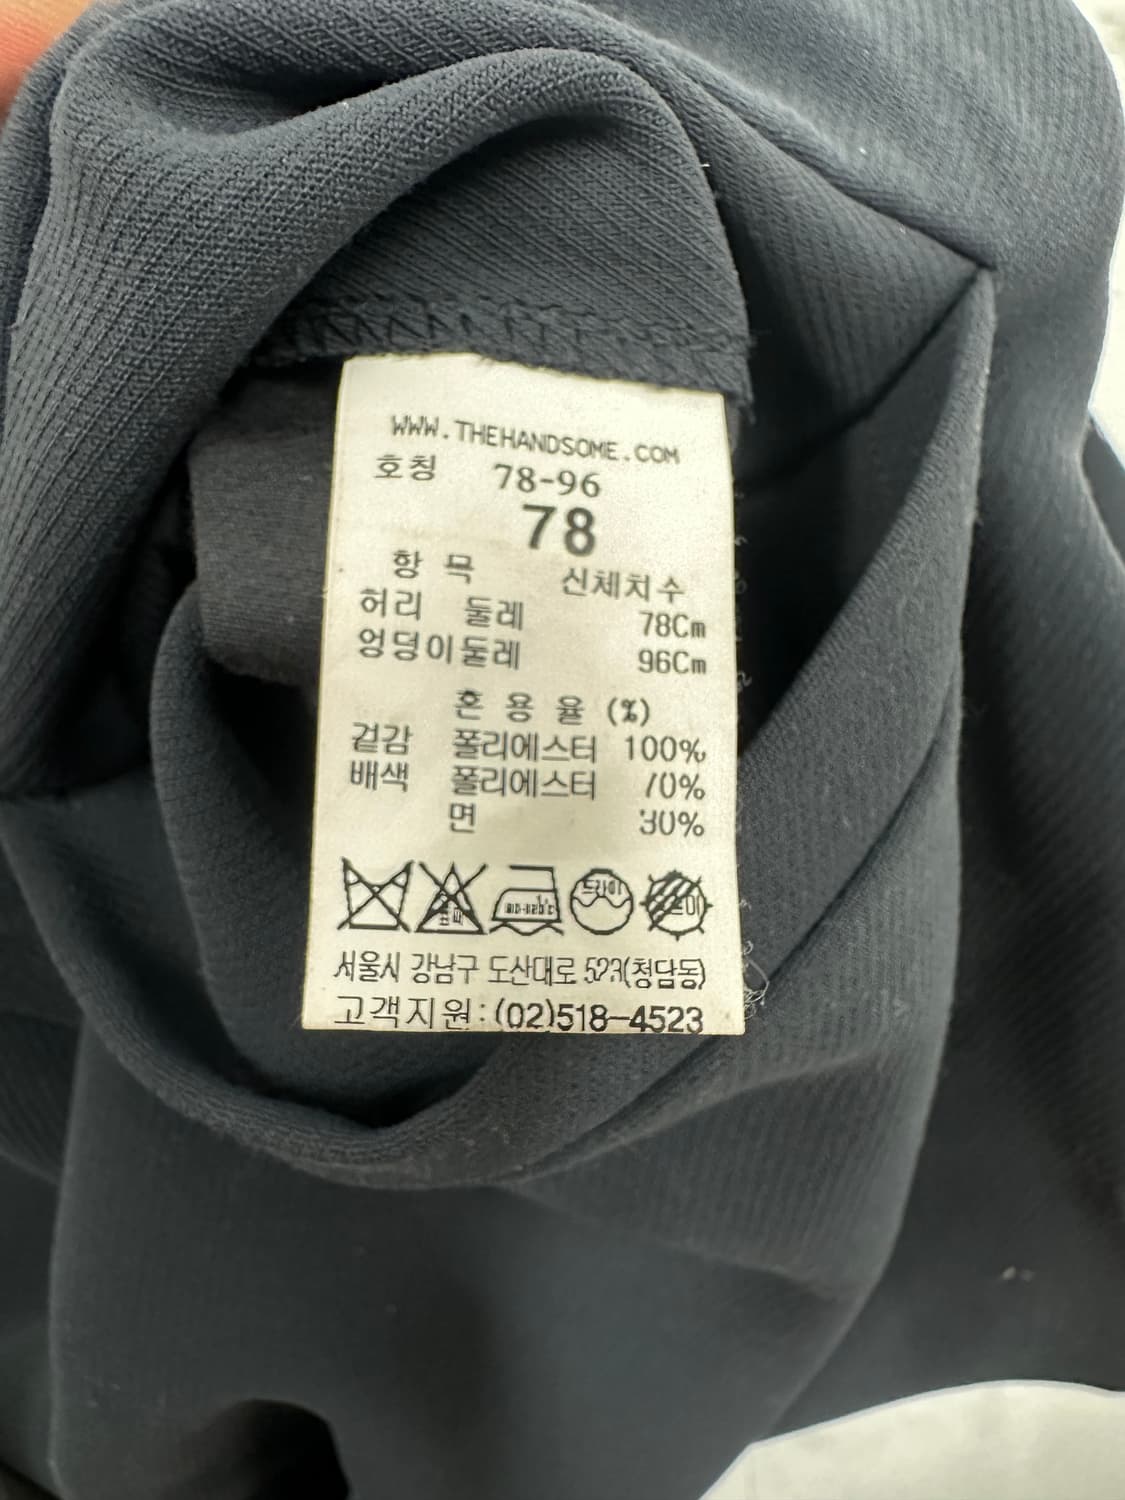 WWW.THEHANDSOME.COM
호칭 78-96
78
항 목 신체치수
허리 둘레 78Cm
엉덩이둘레 96Cm
혼 용 율 (%)
겉감 폴리에스터 100%
배색 폴리에스터 70%
면 30%
드라이
서울시 강남구 도산대로 523(청담동)
고객지원:(02)518-4523